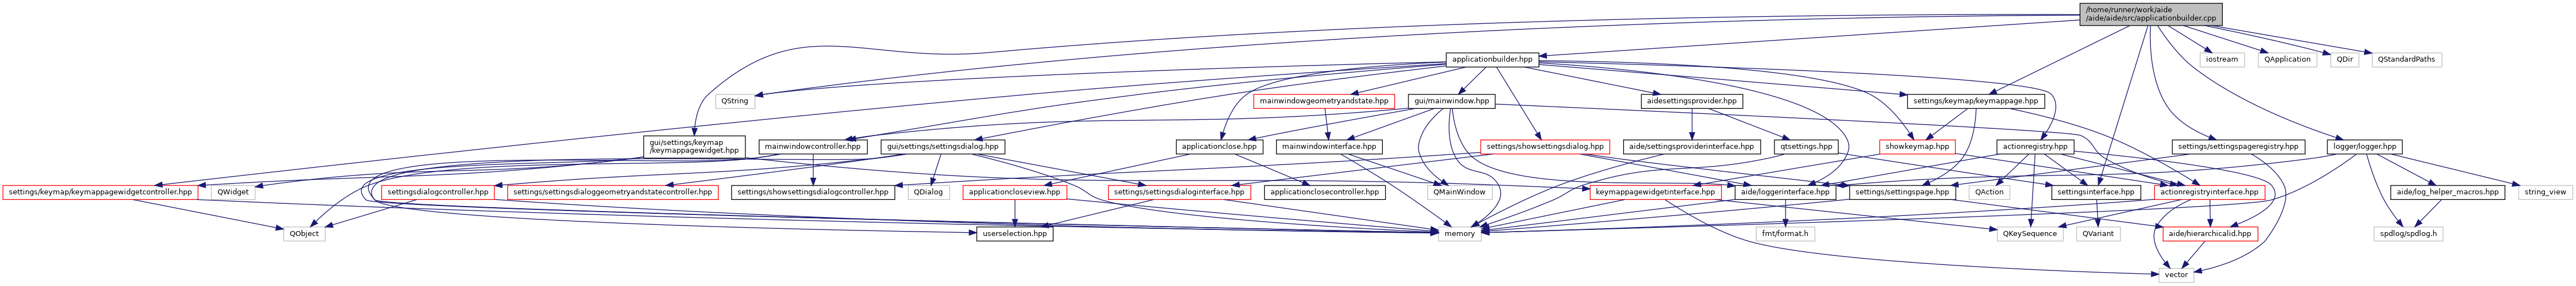 /home/runner/work/aide
/aide/aide/src/applicationbuilder.cpp
applicationbuilder.hpp
iostream
QApplication
QDir
QStandardPaths
QString
mainwindowgeometryandstate.hpp
gui/mainwindow.hpp
aidesettingsprovider.hpp
settings/keymap/keymappage.hpp
gui/settings/keymap
/keymappagewidget.hpp
mainwindowcontroller.hpp
gui/settings/settingsdialog.hpp
applicationclose.hpp
mainwindowinterface.hpp
settings/showsettingsdialog.hpp
aide/settingsproviderinterface.hpp
qtsettings.hpp
showkeymap.hpp
actionregistry.hpp
settings/settingspageregistry.hpp
logger/logger.hpp
settings/keymap/keymappagewidgetcontroller.hpp
QWidget
settingsdialogcontroller.hpp
settings/settingsdialoggeometryandstatecontroller.hpp
settings/showsettingsdialogcontroller.hpp
QDialog
applicationcloseview.hpp
settings/settingsdialoginterface.hpp
applicationclosecontroller.hpp
QMainWindow
keymappagewidgetinterface.hpp
aide/loggerinterface.hpp
settings/settingspage.hpp
QAction
settingsinterface.hpp
actionregistryinterface.hpp
aide/log_helper_macros.hpp
string_view
QObject
userselection.hpp
memory
fmt/format.h
QKeySequence
QVariant
aide/hierarchicalid.hpp
spdlog/spdlog.h
vector